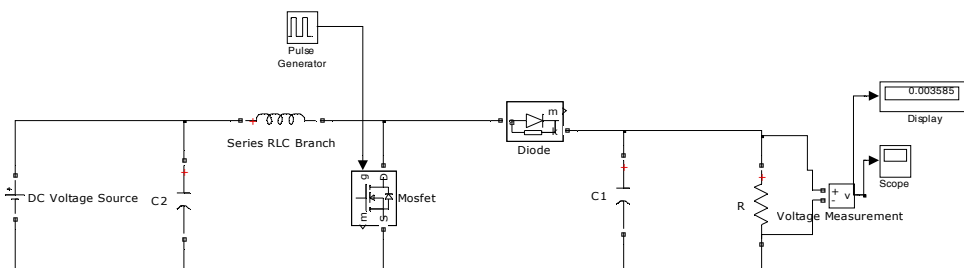 Pulse
Generator
0.003585
Display
Series RLC Branch
m
a
k
Diode
Scope
DC Voltage Source
C2
g
D
m
S
Mosfet
C1
R
+
-
v
Voltage Measurement